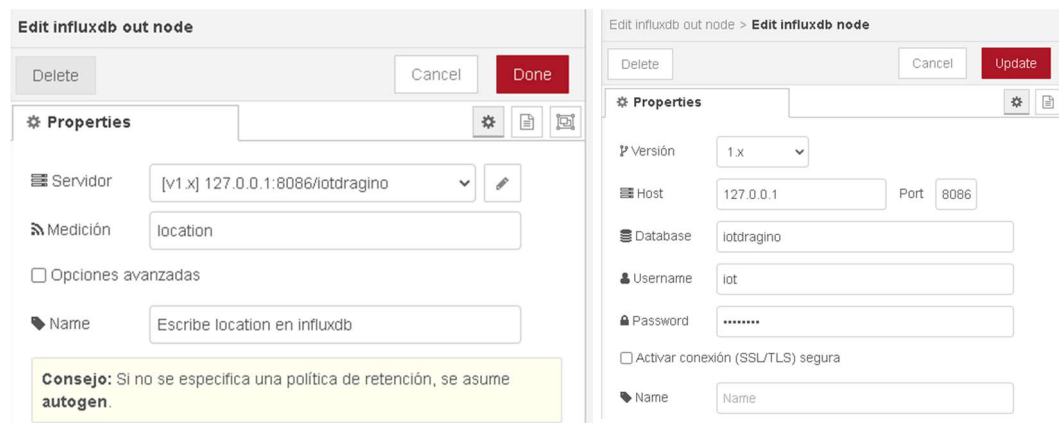 Edit influxdb out node
Delete
Cancel
Done
Properties
Servidor
[v1.x] 127.0.0.1:8086/iotdragino
Medición
location
Opciones avanzadas
Name
Escribe location en influxdb
Consejo: Si no se especifica una política de retención, se asume
autogen.
Edit influxdb out node > Edit influxdb node
Delete
Cancel
Update
Properties
Versión
1.x
Host
127.0.0.1
Port
8086
Database
iotdragino
Username
iot
Password
••••••••
Activar conexión (SSL/TLS) segura
Name
Name